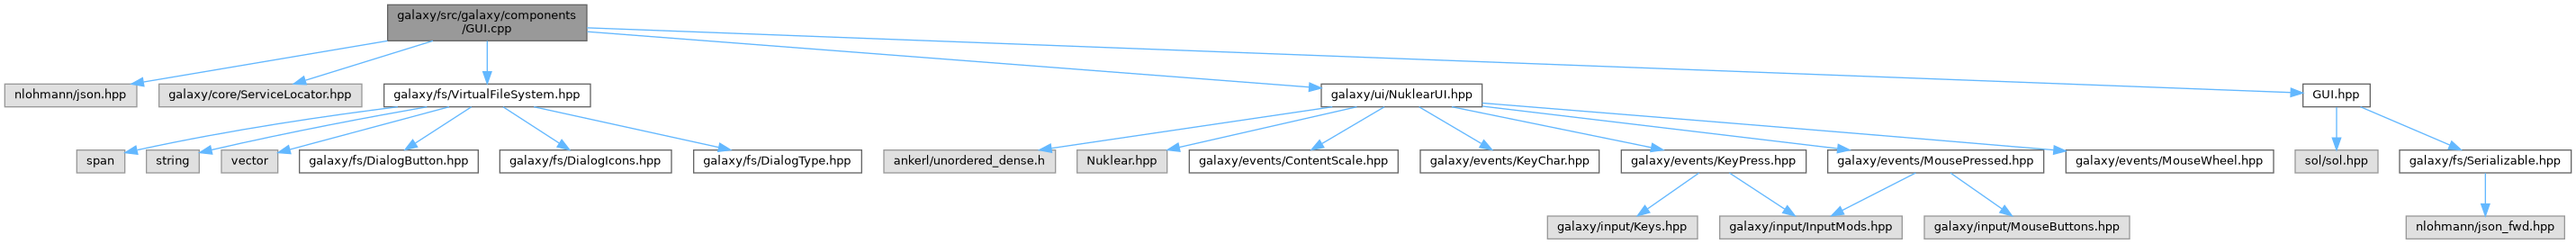 galaxy/src/galaxy/components
/GUI.cpp
nlohmann/json.hpp
galaxy/core/ServiceLocator.hpp
galaxy/fs/VirtualFileSystem.hpp
galaxy/ui/NuklearUI.hpp
GUI.hpp
span
string
vector
galaxy/fs/DialogButton.hpp
galaxy/fs/DialogIcons.hpp
galaxy/fs/DialogType.hpp
ankerl/unordered_dense.h
Nuklear.hpp
galaxy/events/ContentScale.hpp
galaxy/events/KeyChar.hpp
galaxy/events/KeyPress.hpp
galaxy/events/MousePressed.hpp
galaxy/events/MouseWheel.hpp
sol/sol.hpp
galaxy/fs/Serializable.hpp
galaxy/input/Keys.hpp
galaxy/input/InputMods.hpp
galaxy/input/MouseButtons.hpp
nlohmann/json_fwd.hpp